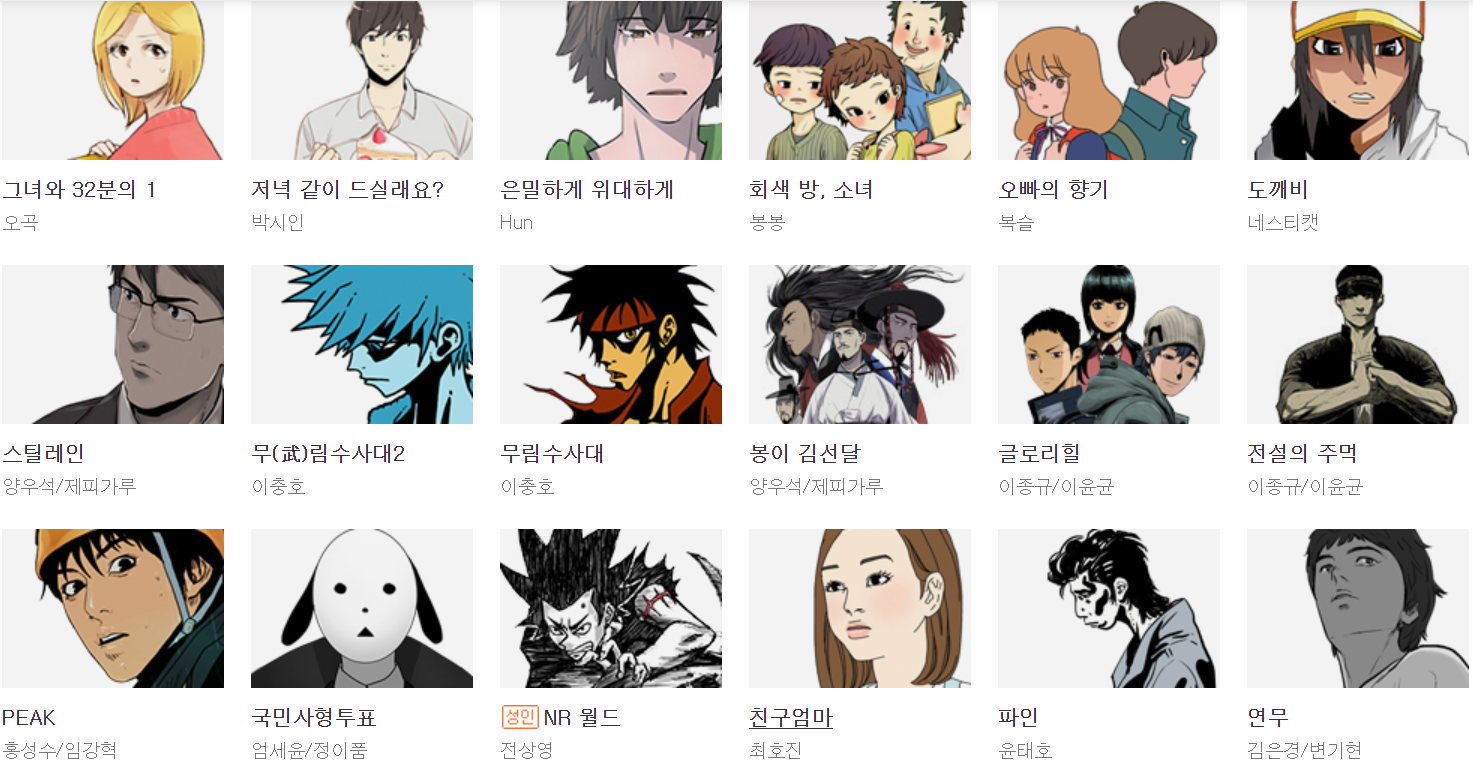 그녀와 32분의 1
오곡
저녁 같이 드실래요?
박시인
은밀하게 위대하게
Hun
회색 방, 소녀
봉봉
오빠의 향기
복슬
도깨비
네스티캣
스틸레인
양우석/제피가루
무(武)림수사대2
이충호
무림수사대
이충호
봉이 김선달
양우석/제피가루
글로리힐
이종규/이윤균
전설의 주먹
이종규/이윤균
PEAK
홍성수/임강혁
국민사형투표
엄세윤/정이품
성인 NR 월드
전상영
친구엄마
최호진
파인
윤태호
연무
김은경/변기현